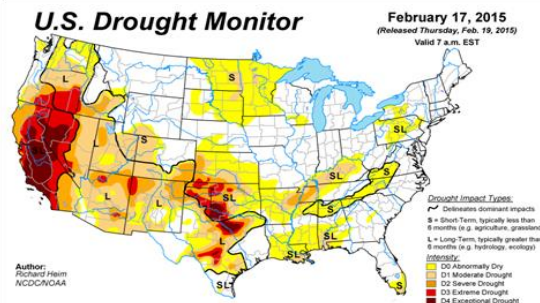 U.S. Drought Monitor
February 17, 2015
(Released Thursday, Feb. 19, 2015)
Valid 7 a.m. EST
L
S
SL
L
S
S
L
SL
SL
S
L
L
S
SL
SL
SL
S
Drought Impact Types:
Delineates dominant impacts
S = Short-Term, typically less than
6 months (e.g. agriculture, grassland
L = Long-Term, typically greater than
6 months (e.g. hydrology, ecology)
Intensity:
D0 Abnormally Dry
D1 Moderate Drought
D2 Severe Drought
D3 Extreme Drought
D4 Exceptional Drought
Author:
Richard Heim
NCDC/NOAA